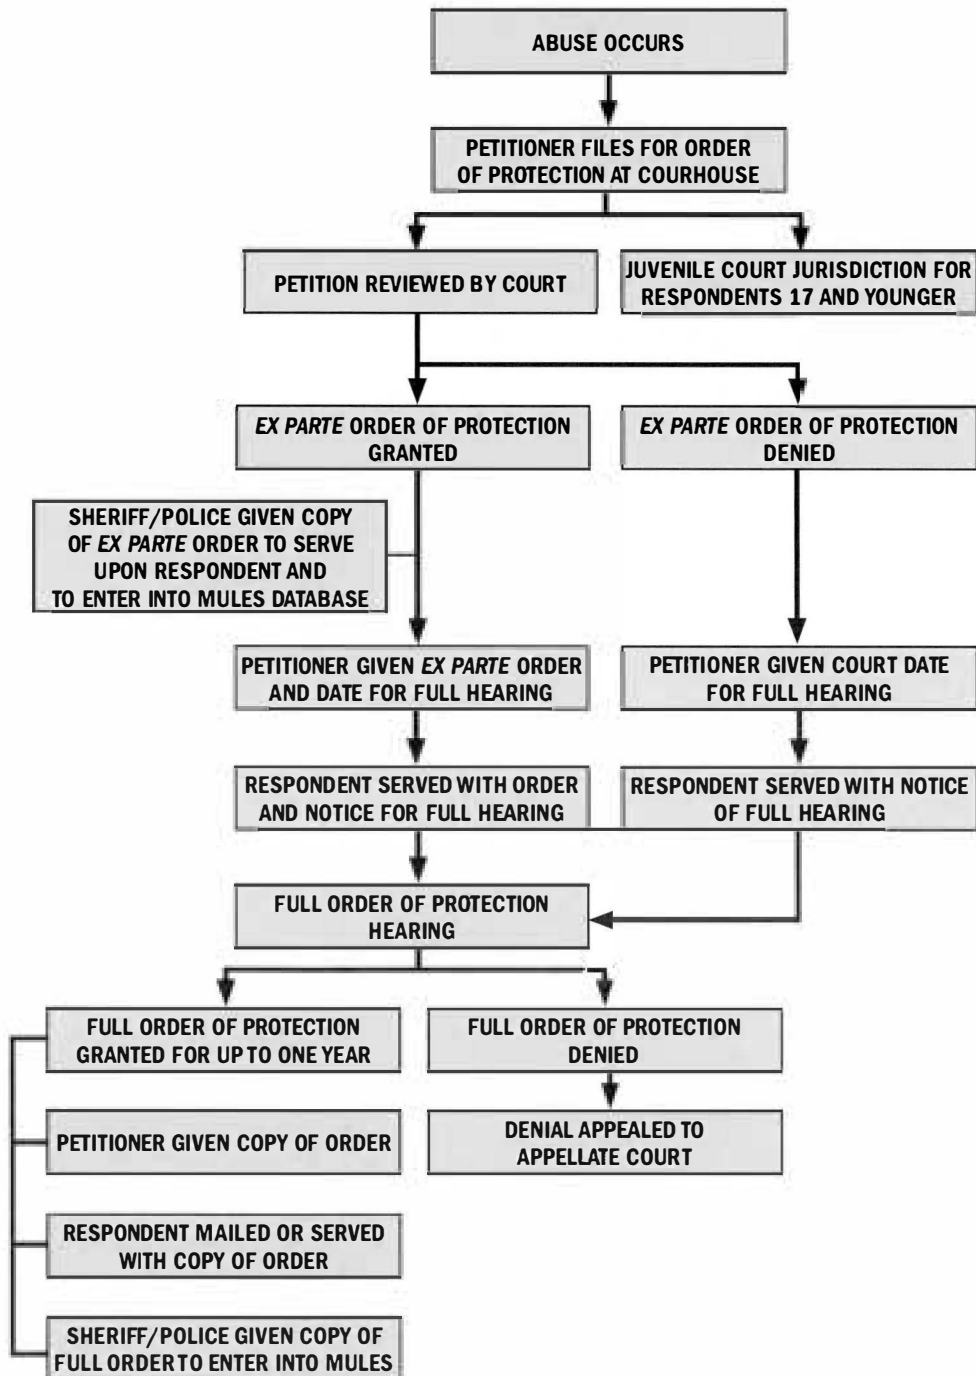 ABUSE OCCURS
PETITIONER FILES FOR ORDER
OF PROTECTION AT COURHOUSE
PETITION REVIEWED BY COURT
JUVENILE COURT JURISDICTION FOR
RESPONDENTS 17 AND YOUNGER
EX PARTE ORDER OF PROTECTION
GRANTED
EX PARTE ORDER OF PROTECTION
DENIED
SHERIFF/POLICE GIVEN COPY
OF EX PARTE ORDER TO SERVE
UPON RESPONDENT AND
TO ENTER INTO MULES DATABASE
PETITIONER GIVEN EX PARTE ORDER
AND DATE FOR FULL HEARING
PETITIONER GIVEN COURT DATE
FOR FULL HEARING
RESPONDENT SERVED WITH ORDER
AND NOTICE FOR FULL HEARING
RESPONDENT SERVED WITH NOTICE
OF FULL HEARING
FULL ORDER OF PROTECTION
HEARING
FULL ORDER OF PROTECTION
GRANTED FOR UP TO ONE YEAR
FULL ORDER OF PROTECTION
DENIED
PETITIONER GIVEN COPY OF ORDER
DENIAL APPEALED TO
APPELLATE COURT
RESPONDENT MAILED OR SERVED
WITH COPY OF ORDER
SHERIFF/POLICE GIVEN COPY OF
FULL ORDER TO ENTER INTO MULES